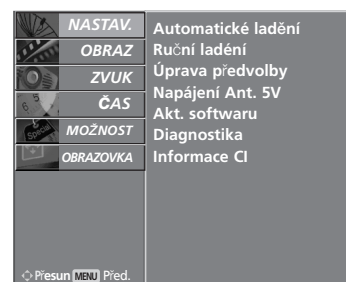 NASTAV.
OBRAZ
ZVUK
ČAS
MOŽNOST
OBRAZOVKA
Automatické ladění
Ruční ladéní
Úprava předvolby
Napájení Ant. 5V
Akt. softwaru
Diagnostika
Informace CI
Přesun MENU Před.